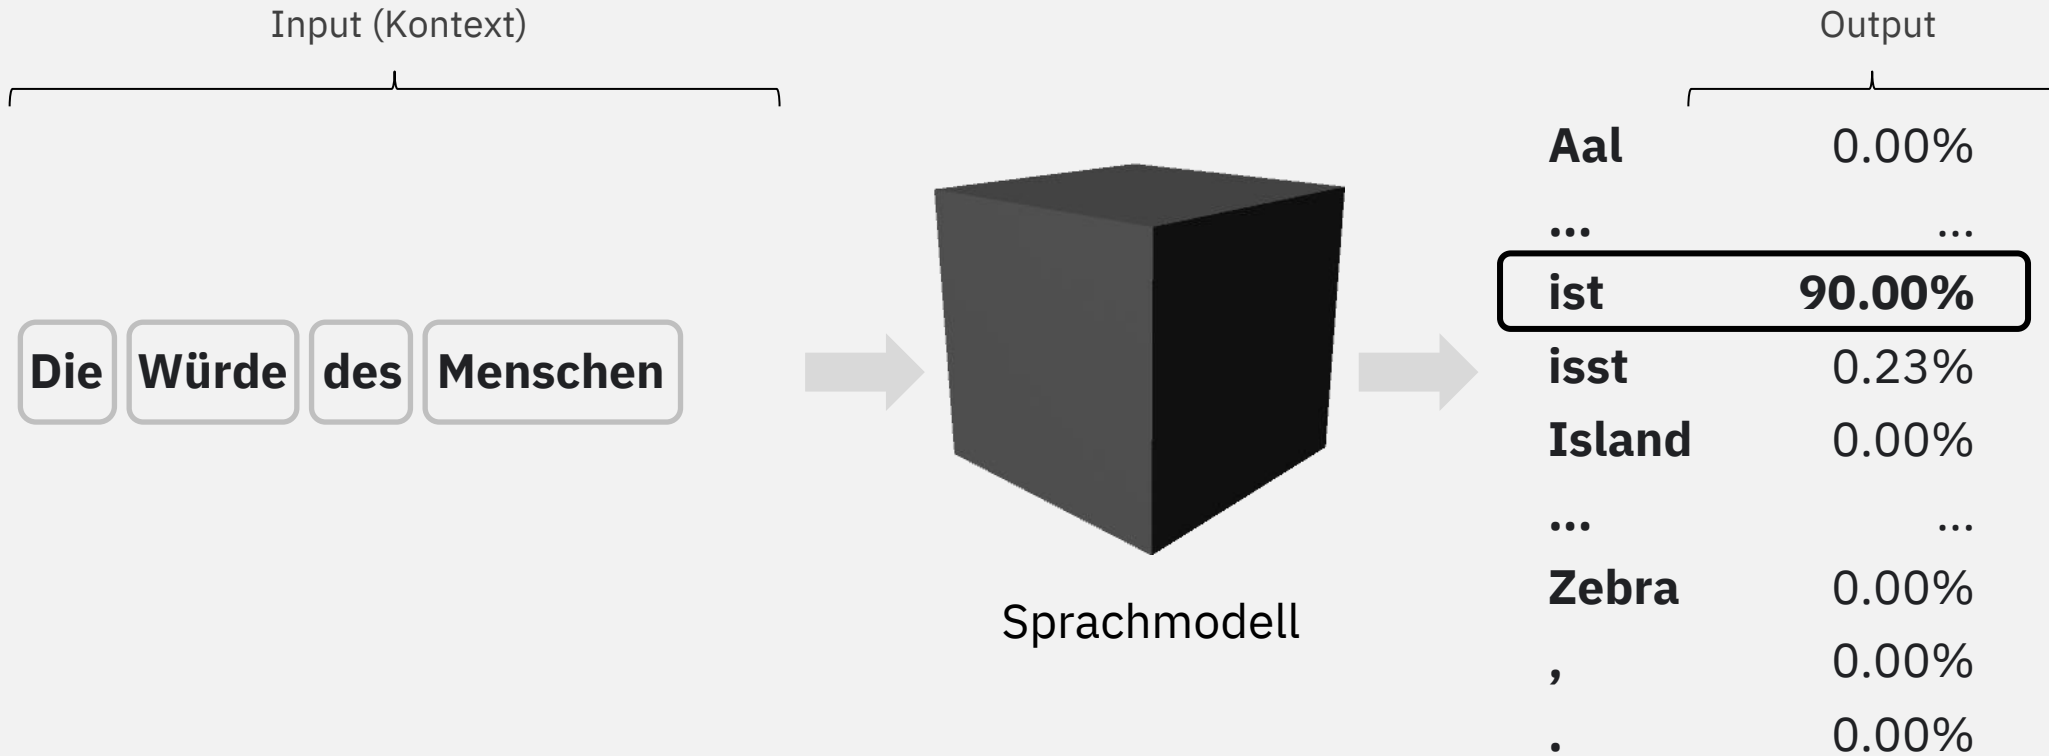 Input (Kontext)
Output
Die Würde des Menschen
Sprachmodell
Aal 0.00%
... ...
ist 90.00%
isst 0.23%
Island 0.00%
... ...
Zebra 0.00%
, 0.00%
. 0.00%